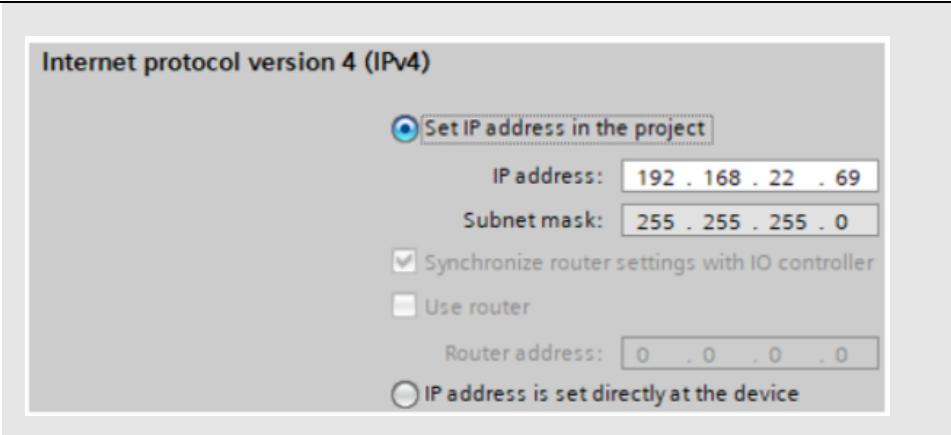 Internet protocol version 4 (IPv4)
Set IP address in the project
IP address: 192 . 168 . 22 . 69
Subnet mask: 255 . 255 . 255 . 0
Synchronize router settings with IO controller
Use router
Router address: 0 . 0 . 0 . 0
IP address is set directly at the device